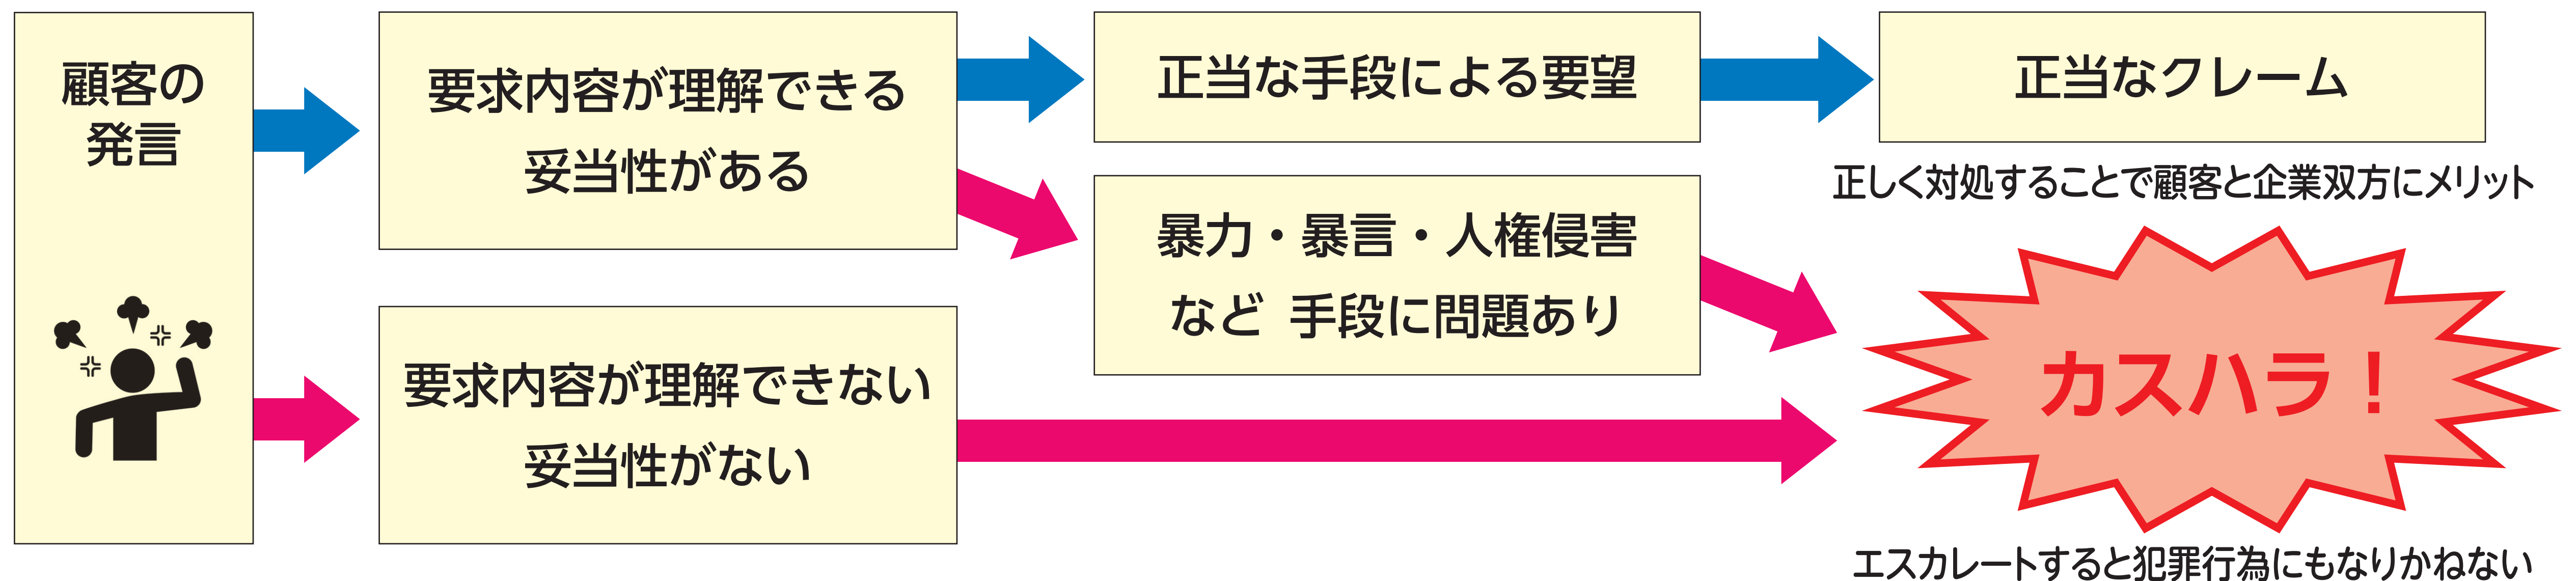 顧客の
発言
要求内容が理解できる
妥当性がある
要求内容が理解できない
妥当性がない
正当な手段による要望
暴力・暴言・人権侵害
など 手段に問題あり
正当なクレーム
正しく対処することで顧客と企業双方にメリット
カスハラ！
エスカレートすると犯罪行為にもなりかねない